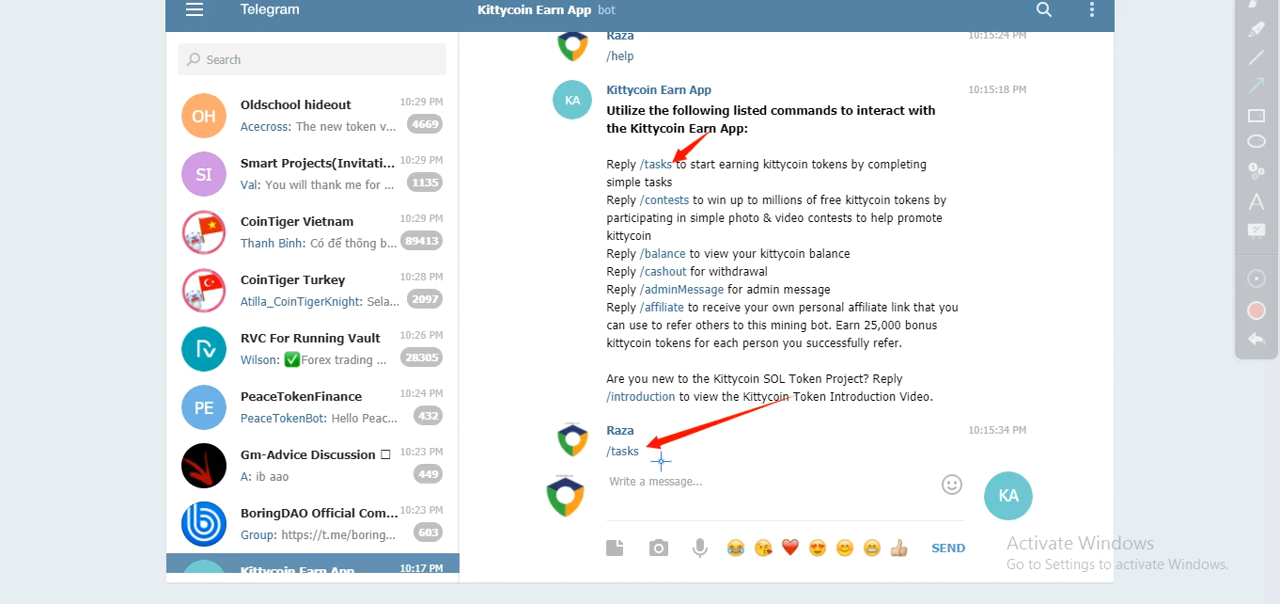 Telegram
Kittycoin Earn App bot
Search
OH
Oldschool hideout 10:29 PM
Acecross: The new token v... 4669
SI
Smart Projects(Invitati... 10:29 PM
Val: You will thank me for ... 1135
CoinTiger Vietnam 10:29 PM
Thanh Bình: Có để thông b... 89413
CoinTiger Turkey 10:28 PM
Atilla_CoinTigerKnight: Sela... 2097
RVC For Running Vault 10:26 PM
Wilson: ✅Forex trading ... 28305
PE
PeaceTokenFinance 10:24 PM
PeaceTokenBot: Hello Peac... 432
Gm-Advice Discussion □ 10:23 PM
A: ib aao 449
BoringDAO Official Com... 10:23 PM
Group: https://t.me/boring... 603
Kittycoin Earn App 10:17 PM
Raza 10:15:24 PM
/help
KA
Kittycoin Earn App 10:15:18 PM
Utilize the following listed commands to interact with
the Kittycoin Earn App:
Reply /tasks to start earning kittycoin tokens by completing
simple tasks
Reply /contests to win up to millions of free kittycoin tokens by
participating in simple photo & video contests to help promote
kittycoin
Reply /balance to view your kittycoin balance
Reply /cashout for withdrawal
Reply /adminMessage for admin message
Reply /affiliate to receive your own personal affiliate link that you
can use to refer others to this mining bot. Earn 25,000 bonus
kittycoin tokens for each person you successfully refer.
Are you new to the Kittycoin SOL Token Project? Reply
/introduction to view the Kittycoin Token Introduction Video.
Raza 10:15:34 PM
/tasks
Write a message...
KA
SEND
Activate Windows
Go to Settings to activate Windows.